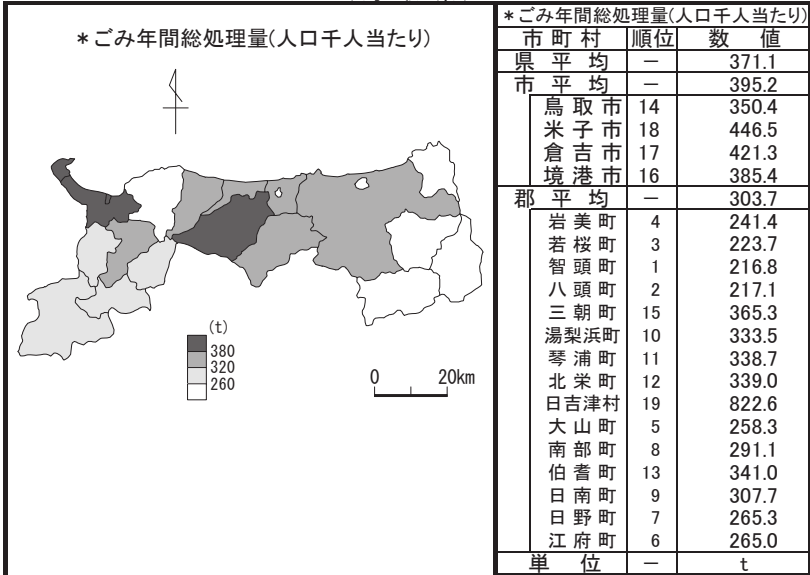 *ごみ年間総処理量(人口千人当たり)
(t)
380
320
260
0 20km
*ごみ年間総処理量(人口千人当たり)
市町村 順位 数 値
県 平 均 － 371.1
市 平 均 － 395.2
鳥取市 14 350.4
米子市 18 446.5
倉吉市 17 421.3
境港市 16 385.4
郡 平 均 － 303.7
岩美町 4 241.4
若桜町 3 223.7
智頭町 1 216.8
八頭町 2 217.1
三朝町 15 365.3
湯梨浜町 10 333.5
琴浦町 11 338.7
北栄町 12 339.0
日吉津村 19 822.6
大山町 5 258.3
南部町 8 291.1
伯耆町 13 341.0
日南町 9 307.7
日野町 7 265.3
江府町 6 265.0
単 位 － t